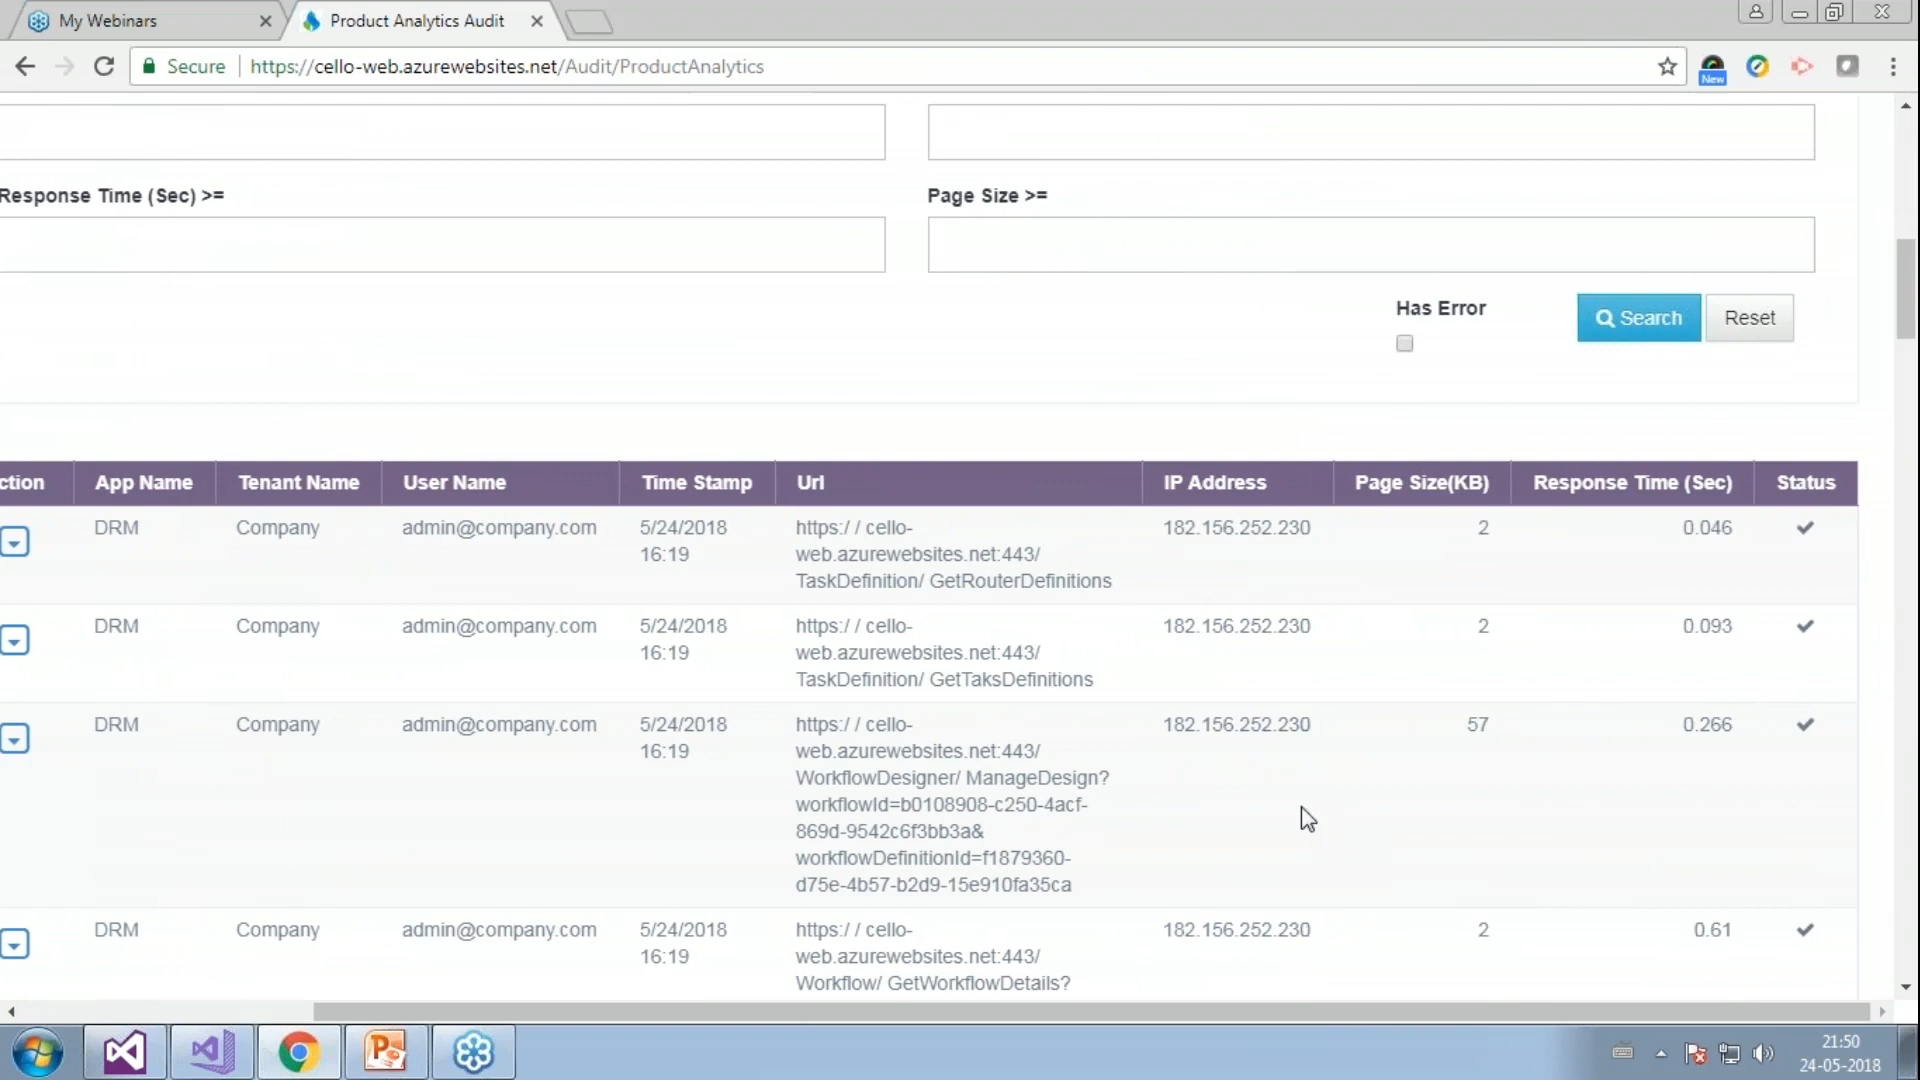 My Webinars
Product Analytics Audit
Secure https://cello-web.azurewebsites.net/Audit/ProductAnalytics
New
Response Time (Sec) >=
Page Size >=
Has Error
Search
Reset
ction App Name Tenant Name User Name Time Stamp Url IP Address Page Size(KB) Response Time (Sec) Status
DRM Company admin@company.com 5/24/2018 https:/ / cello- 182.156.252.230 2 0.046
16:19 web.azurewebsites.net:443/
TaskDefinition/ GetRouterDefinitions
DRM Company admin@company.com 5/24/2018 https:/ / cello- 182.156.252.230 2 0.093
16:19 web.azurewebsites.net:443/
TaskDefinition/ GetTaksDefinitions
DRM Company admin@company.com 5/24/2018 https:/ / cello- 182.156.252.230 57 0.266
16:19 web.azurewebsites.net:443/
WorkflowDesigner/ ManageDesign?
workflowId=b0108908-c250-4acf-
869d-9542c6f3bb3a&
workflowDefinitionId=f1879360-
d75e-4b57-b2d9-15e910fa35ca
DRM Company admin@company.com 5/24/2018 https:/ / cello- 182.156.252.230 2 0.61
16:19 web.azurewebsites.net:443/
Workflow/ GetWorkflowDetails?
21:50
24-05-2018